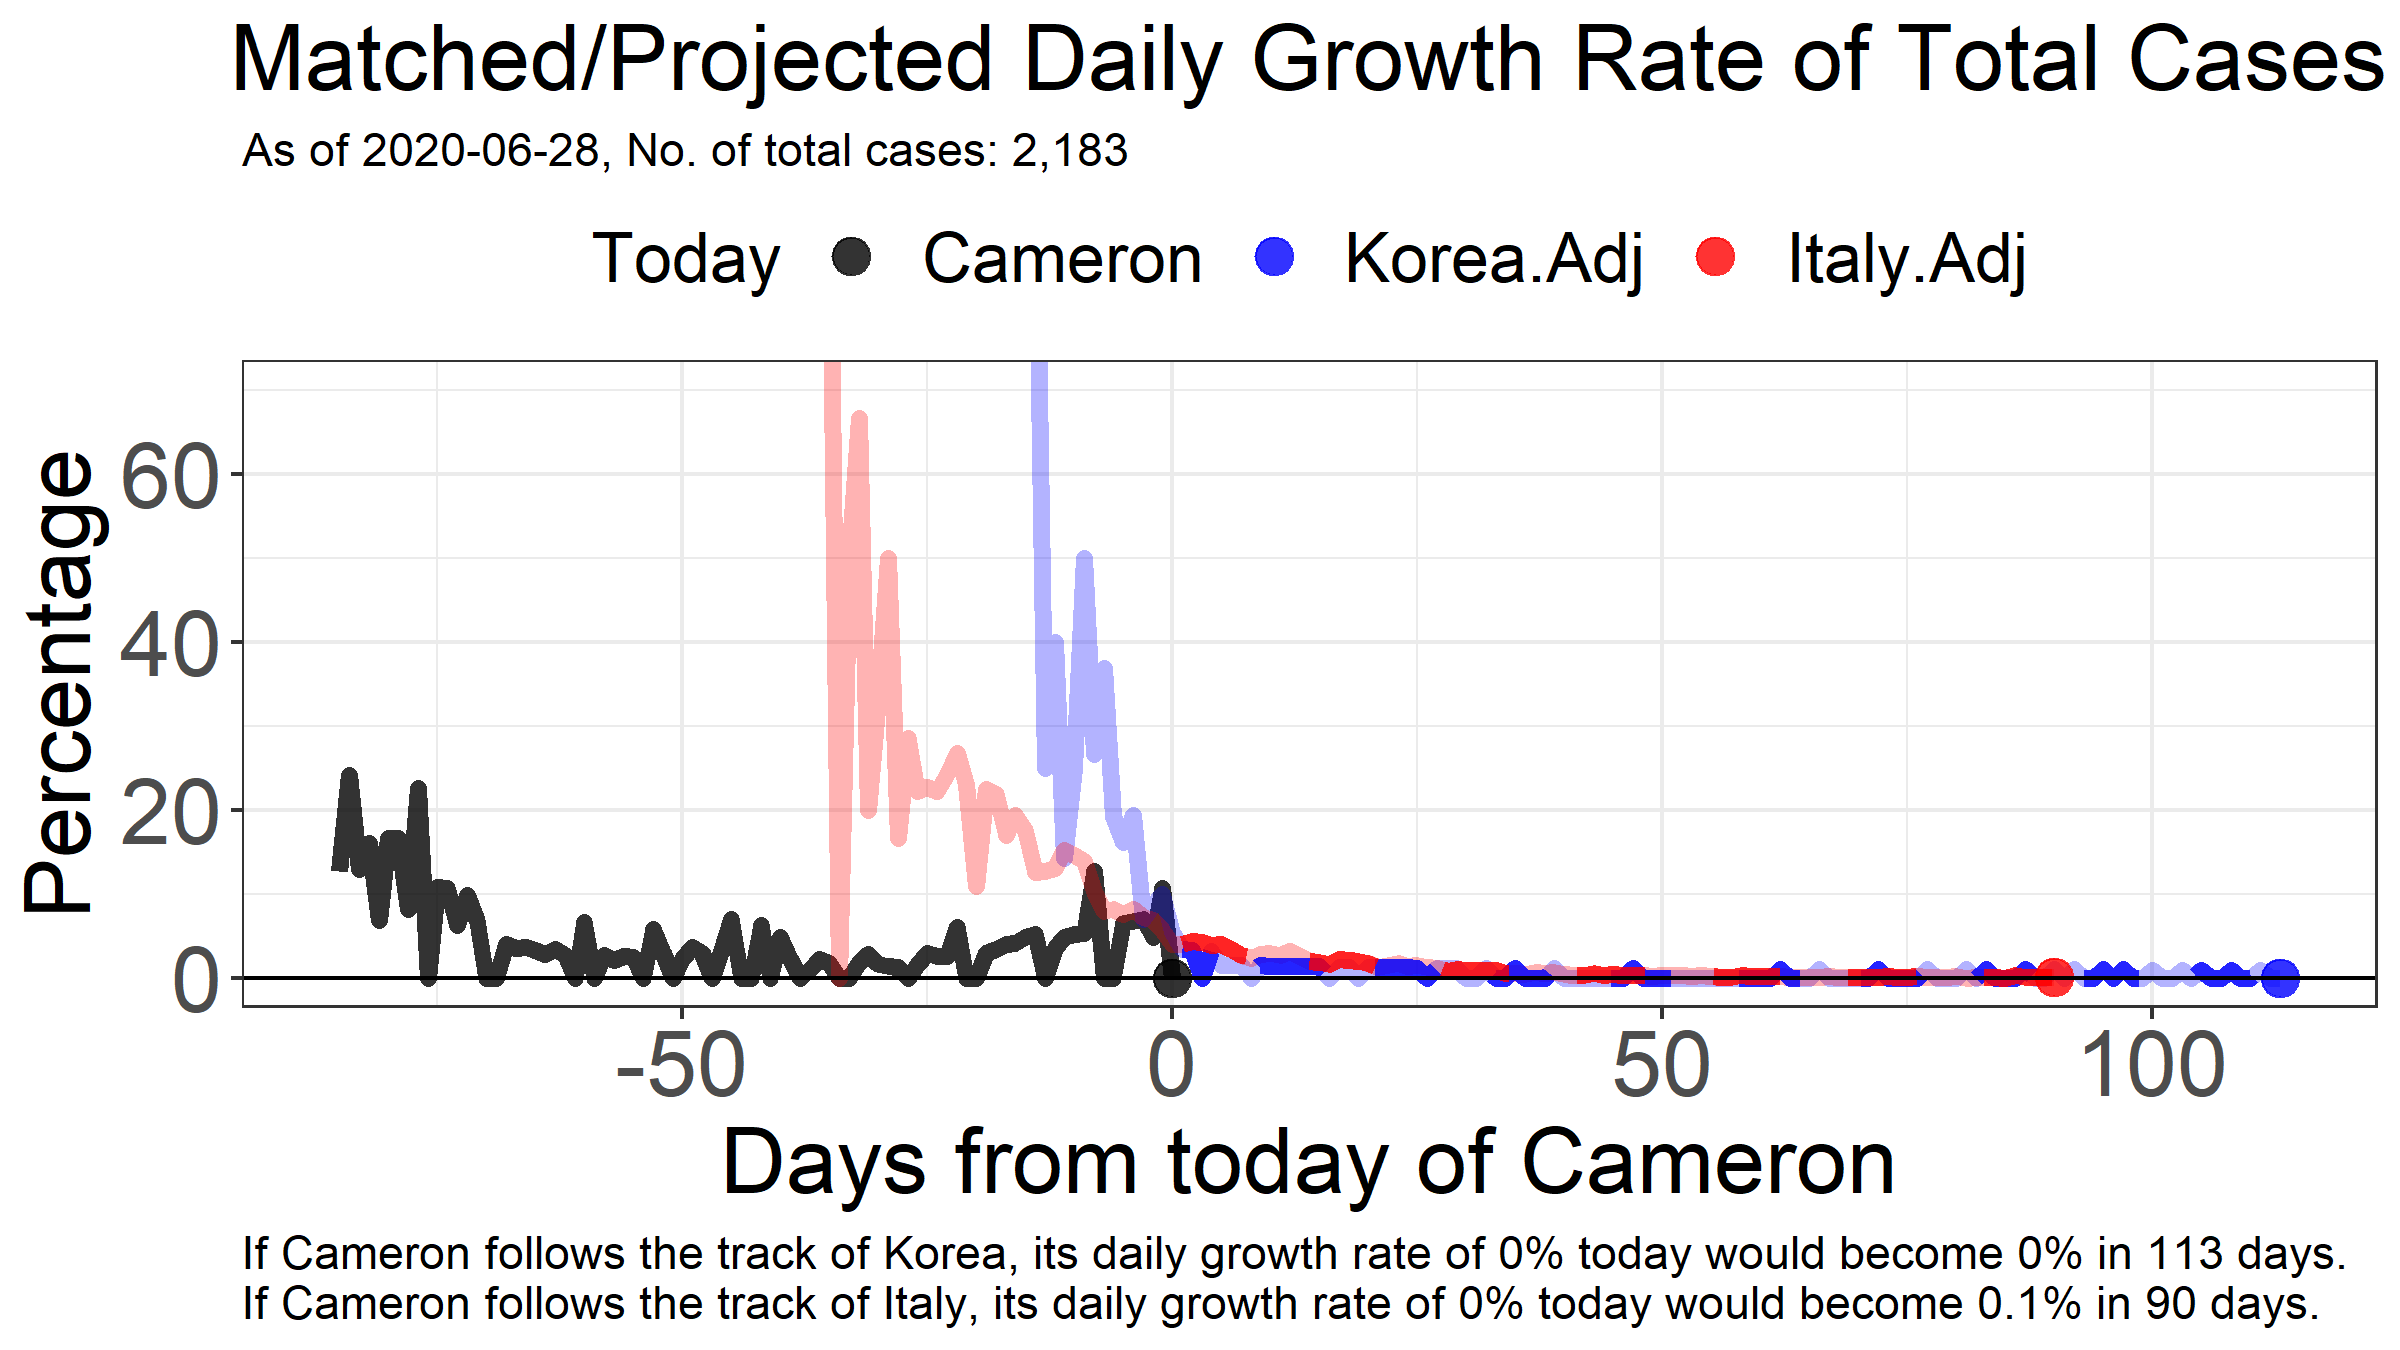 Matched/Projected Daily Growth Rate of Total Cases
As of 2020-06-28, No. of total cases: 2,183
Today Cameron Korea.Adj Italy.Adj
Percentage
60
40
20
0
-50 0 50 100
Days from today of Cameron
If Cameron follows the track of Korea, its daily growth rate of 0% today would become 0% in 113 days.
If Cameron follows the track of Italy, its daily growth rate of 0% today would become 0.1% in 90 days.